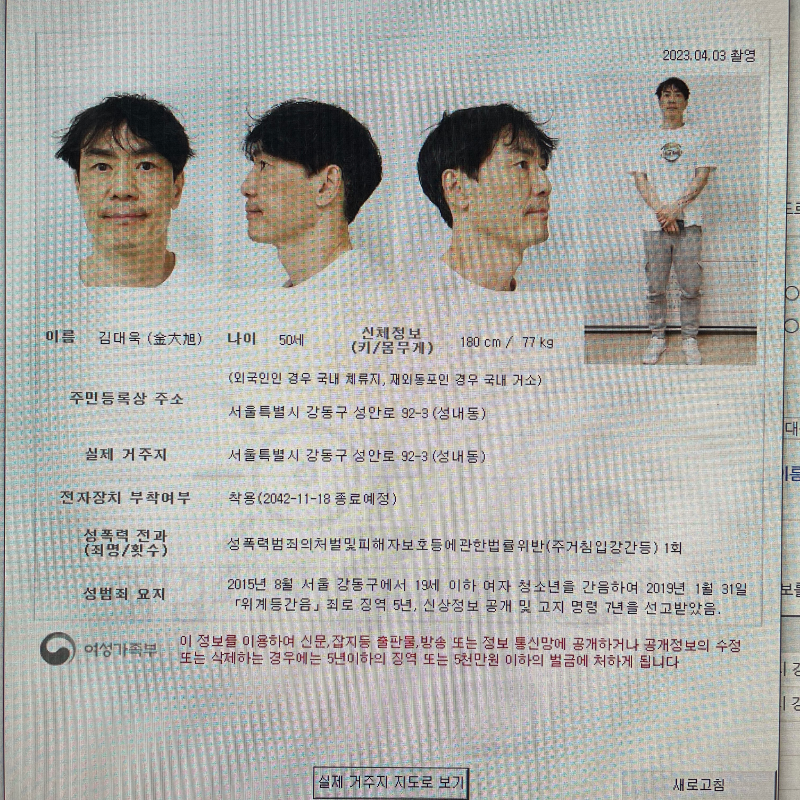 2023.04.03 촬영
이름 김대욱 (金大旭) 나이 50세 신체정보 (키/몸무게) 180 cm / 77 kg
(외국인인 경우 국내 체류지, 재외동포인 경우 국내 거소)
주민등록상 주소
서울특별시 강동구 성안로 92-3 (성내동)
실제 거주지 서울특별시 강동구 성안로 92-3 (성내동)
전자장치 부착여부 착용(2042-11-18 종료예정)
성폭력 전과
(죄명/횟수)
성폭력범죄의처벌및피해자보호등에관한법률위반(주거침입강간등) 1회
성범죄 요지
2015년 8월 서울 강동구에서 19세 이하 여자 청소년을 간음하여 2019년 1월 31일
「위계등간음」죄로 징역 5년, 신상정보 공개 및 고지 명령 7년을 선고받았음.
여성가족부
이 정보를 이용하여 신문,잡지등 출판물,방송 또는 정보 통신망에 공개하거나 공개정보의 수정
또는 삭제하는 경우에는 5년이하의 징역 또는 5천만원 이하의 벌금에 처하게 됩니다
실제 거주지 지도로 보기
새로고침